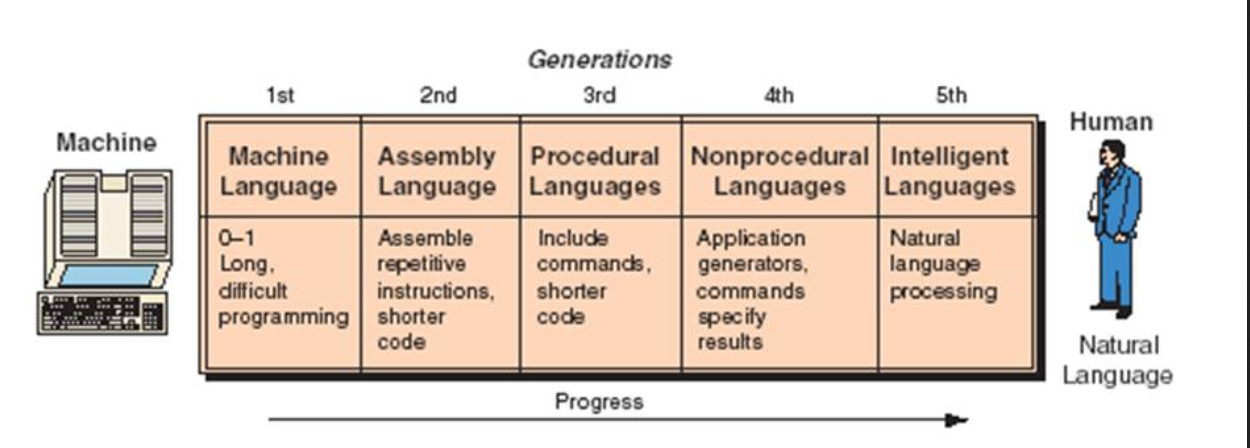 Generations
1st 2nd 3rd 4th 5th
Machine
Human
Machine Language
Assembly Language
Procedural Languages
Nonprocedural Languages
Intelligent Languages
0–1
Long,
difficult
programming
Assemble
repetitive
instructions,
shorter
code
Include
commands,
shorter
code
Application
generators,
commands
specify
results
Natural
language
processing
Natural
Language
Progress